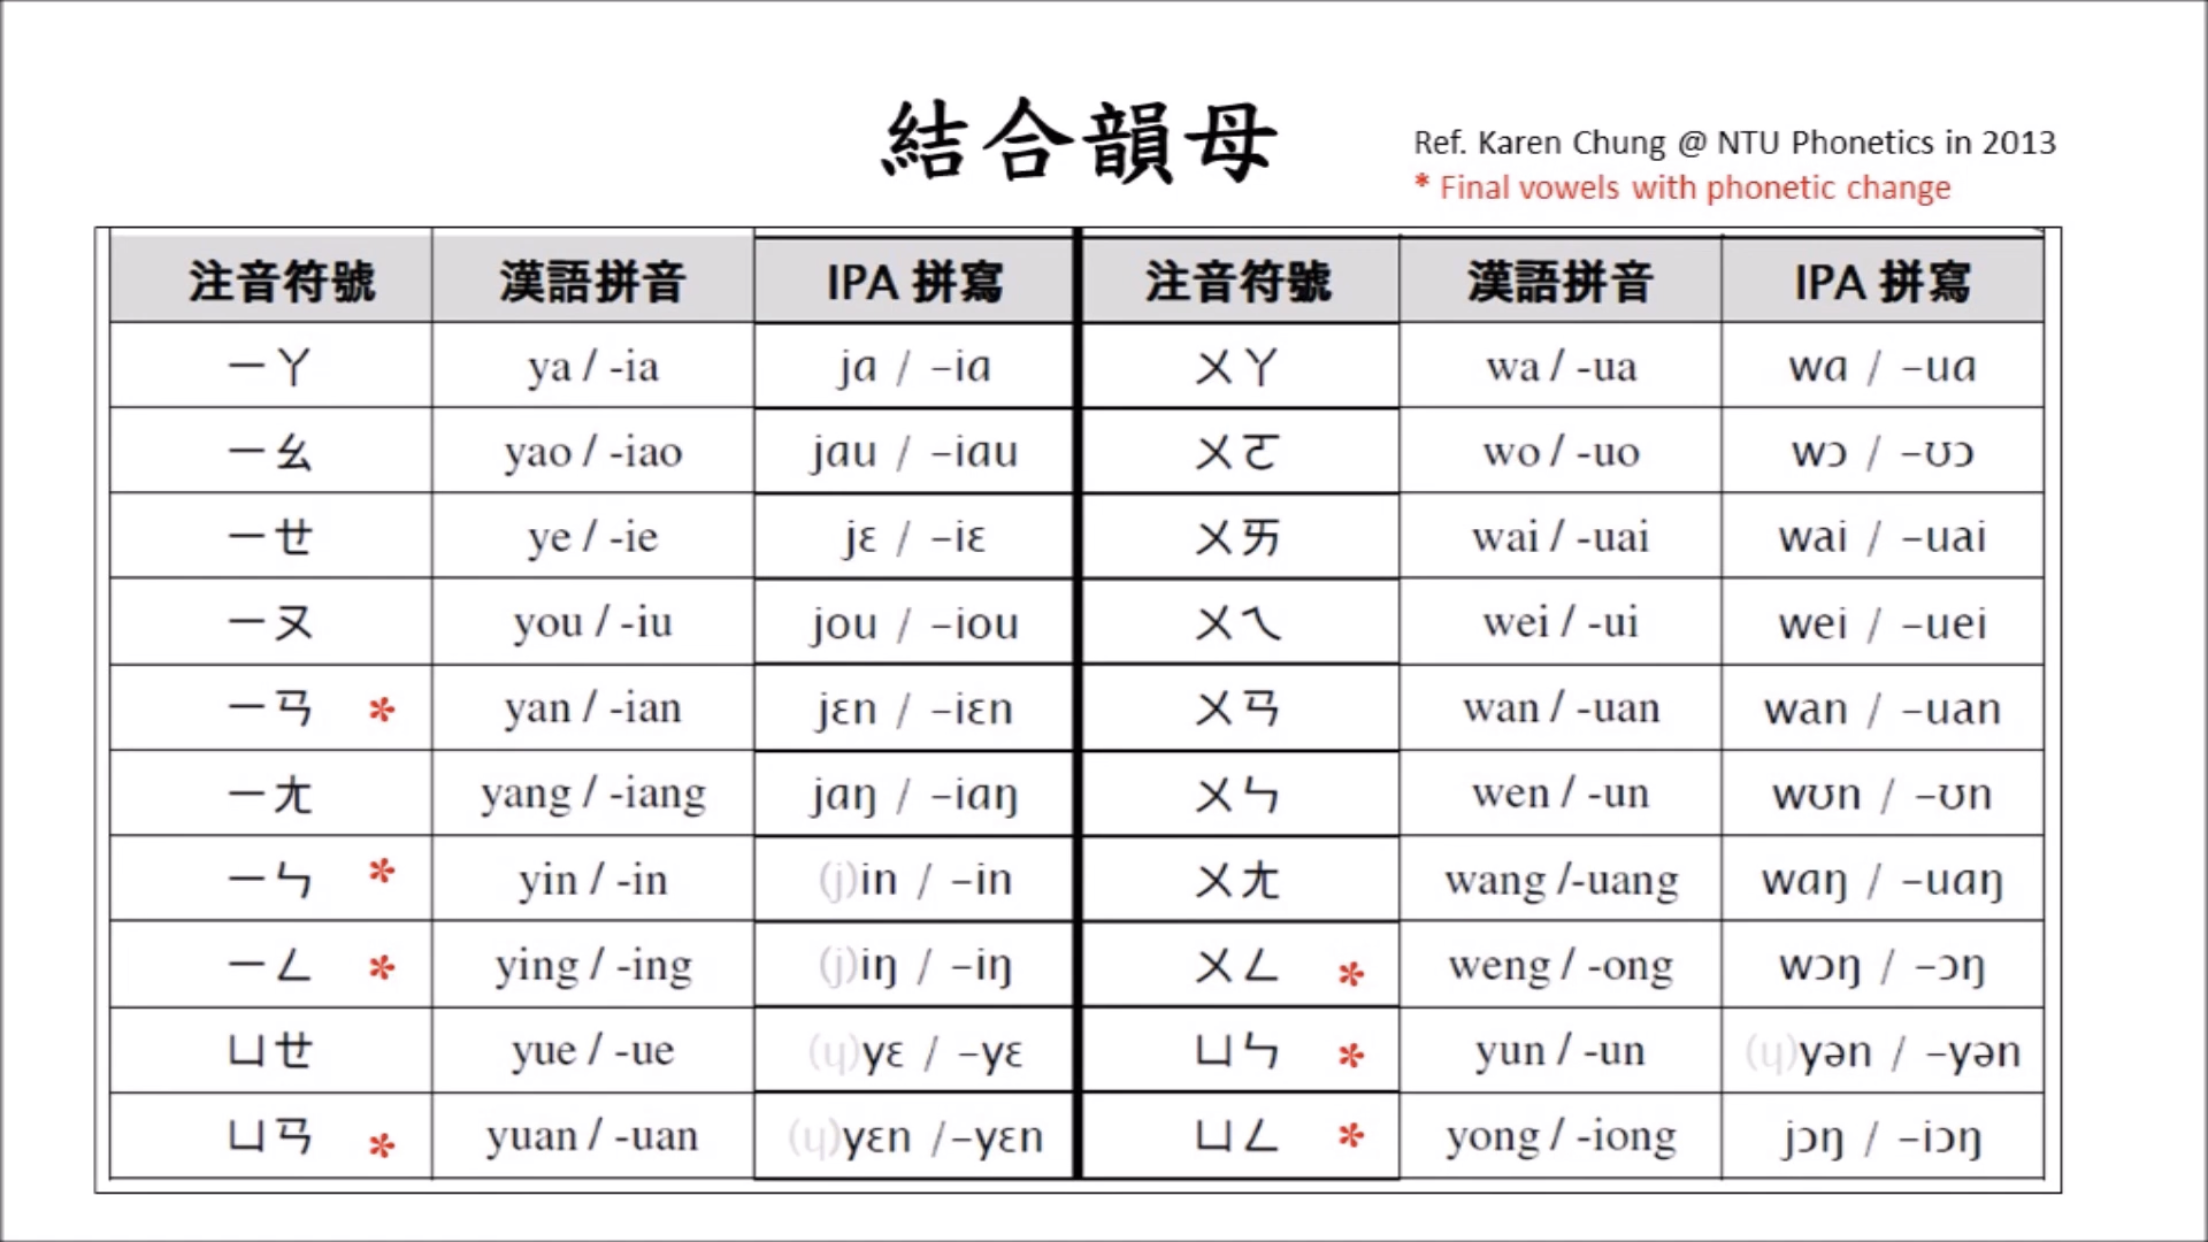 結合韻母
Ref. Karen Chung @ NTU Phonetics in 2013
* Final vowels with phonetic change
注音符號 漢語拼音 IPA 拼寫 注音符號 漢語拼音 IPA 拼寫
ㄧㄚ ya / -ia jɑ / –iɑ ㄨㄚ wa / -ua wɑ / –uɑ
ㄧㄠ yao / -iao jɑu / –iɑu ㄨㄛ wo / -uo wɔ / –ʊɔ
ㄧㄝ ye / -ie jɛ / –iɛ ㄨㄞ wai / -uai wai / –uai
ㄧㄡ you / -iu jou / –iou ㄨㄟ wei / -ui wei / –uei
ㄧㄢ * yan / -ian jɛn / –iɛn ㄨㄢ wan / -uan wan / –uan
ㄧㄤ yang / -iang jɑŋ / –iɑŋ ㄨㄣ wen / -un wʊn / –ʊn
ㄧㄣ * yin / -in (j)in / –in ㄨㄤ wang /-uang wɑŋ / –uɑŋ
ㄧㄥ * ying / -ing (j)iŋ / –iŋ ㄨㄥ * weng / -ong wɔŋ / –ɔŋ
ㄩㄝ yue / -ue (ɥ)yɛ / –yɛ ㄩㄣ * yun / -un (ɥ)yən / –yən
ㄩㄢ * yuan / -uan (ɥ)yɛn /–yɛn ㄩㄥ * yong / -iong jɔŋ / –iɔŋ